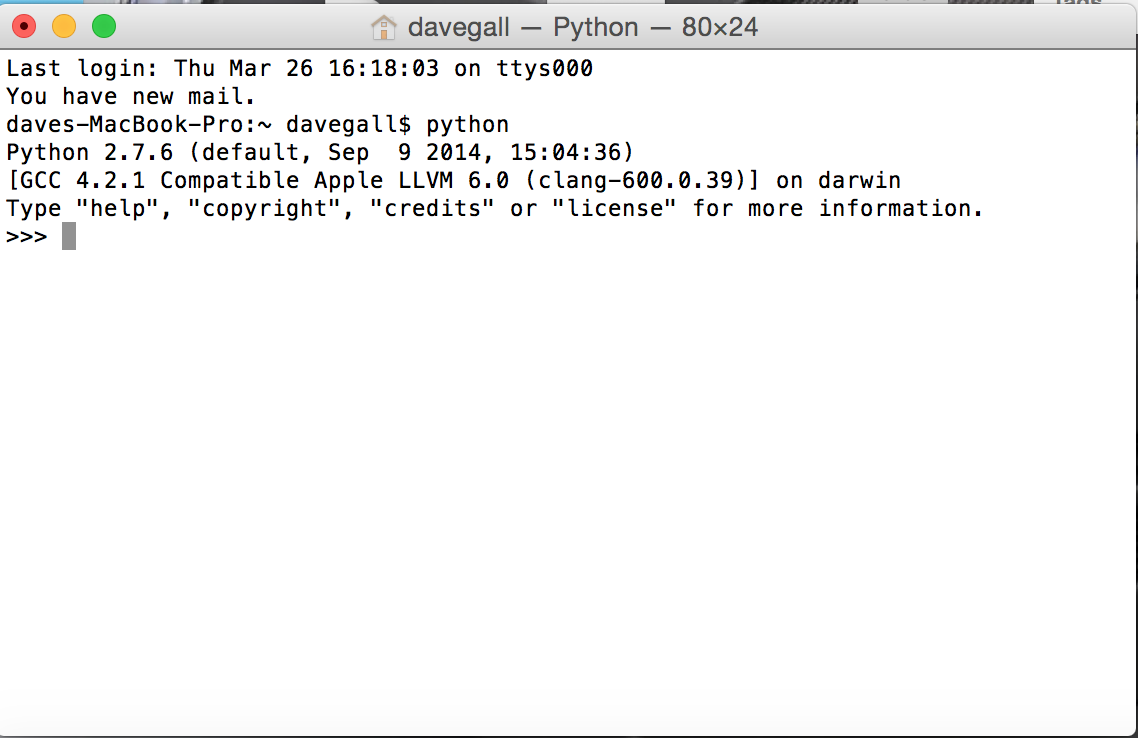 davegall — Python — 80×24
Last login: Thu Mar 26 16:18:03 on ttys000
You have new mail.
daves-MacBook-Pro:~ davegall$ python
Python 2.7.6 (default, Sep  9 2014, 15:04:36)
[GCC 4.2.1 Compatible Apple LLVM 6.0 (clang-600.0.39)] on darwin
Type "help", "copyright", "credits" or "license" for more information.
>>>